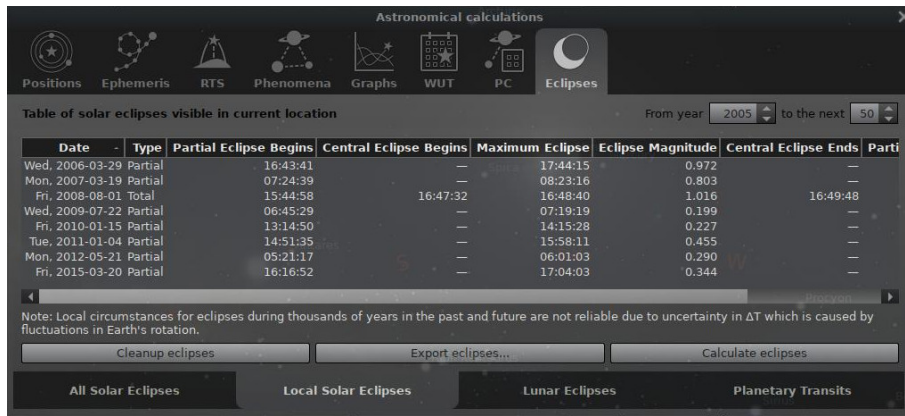 Astronomical calculations
Positions Ephemeris RTS Phenomena Graphs WUT PC Eclipses
Table of solar eclipses visible in current location From year 2005 to the next 50
Date Type Partial Eclipse Begins Central Eclipse Begins Maximum Eclipse Eclipse Magnitude Central Eclipse Ends Parti
Wed, 2006-03-29 Partial 16:43:41 — 17:44:15 0.972 —
Mon, 2007-03-19 Partial 07:24:39 — 08:23:16 0.803 —
Fri, 2008-08-01 Total 15:44:58 16:47:32 16:48:40 1.016 16:49:48
Wed, 2009-07-22 Partial 06:45:29 — 07:19:19 0.199 —
Fri, 2010-01-15 Partial 13:14:50 — 14:15:28 0.227 —
Tue, 2011-01-04 Partial 14:51:35 — 15:58:11 0.455 —
Mon, 2012-05-21 Partial 05:21:17 — 06:01:03 0.290 —
Fri, 2015-03-20 Partial 16:16:52 — 17:04:03 0.344 —
S W
Procyon
Note: Local circumstances for eclipses during thousands of years in the past and future are not reliable due to uncertainty in ΔT which is caused by
fluctuations in Earth's rotation.
Cleanup eclipses Export eclipses... Calculate eclipses
All Solar Eclipses Local Solar Eclipses Lunar Eclipses Planetary Transits